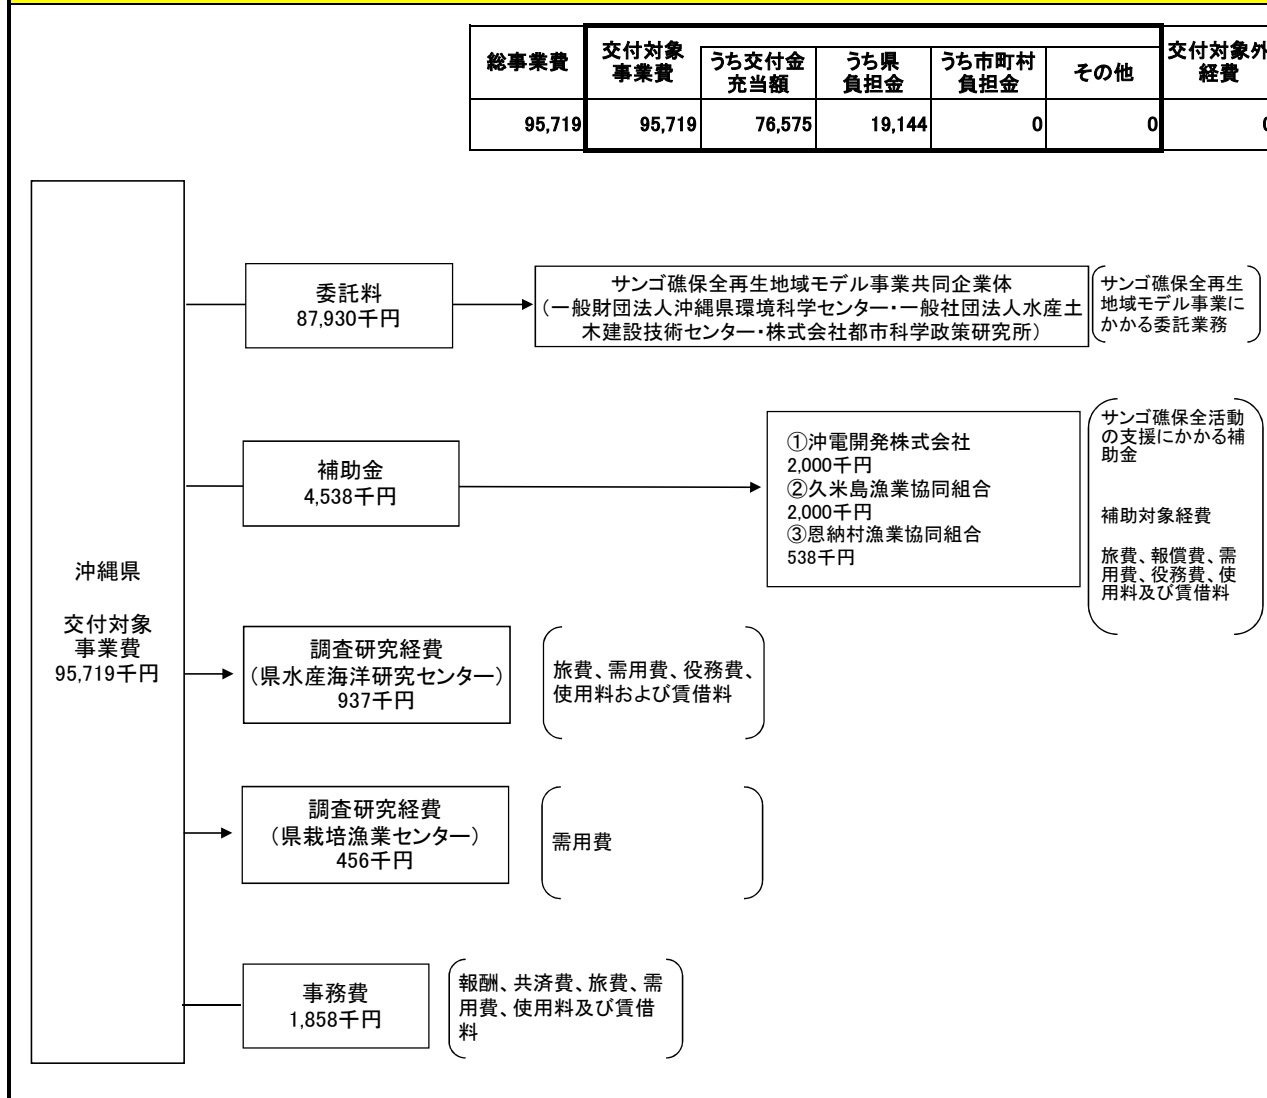 総事業費
交付対象
事業費
うち交付金
充当額
うち県
負担金
うち市町村
負担金
その他
交付対象外
経費
95,719
95,719
76,575
19,144
0
0
0
沖縄県
交付対象
事業費
95,719千円
委託料
87,930千円
サンゴ礁保全再生地域モデル事業共同企業体
（一般財団法人沖縄県環境科学センター・一般社団法人水産土
木建設技術センター・株式会社都市科学政策研究所）
サンゴ礁保全再生
地域モデル事業に
かかる委託業務
補助金
4,538千円
①沖電開発株式会社
2,000千円
②久米島漁業協同組合
2,000千円
③恩納村漁業協同組合
538千円
サンゴ礁保全活動
の支援にかかる補
助金
補助対象経費
旅費、報償費、需
用費、役務費、使
用料及び賃借料
調査研究経費
（県水産海洋研究センター）
937千円
旅費、需用費、役務費、
使用料および賃借料
調査研究経費
（県栽培漁業センター）
456千円
需用費
事務費
1,858千円
報酬、共済費、旅費、需
用費、使用料及び賃借
料